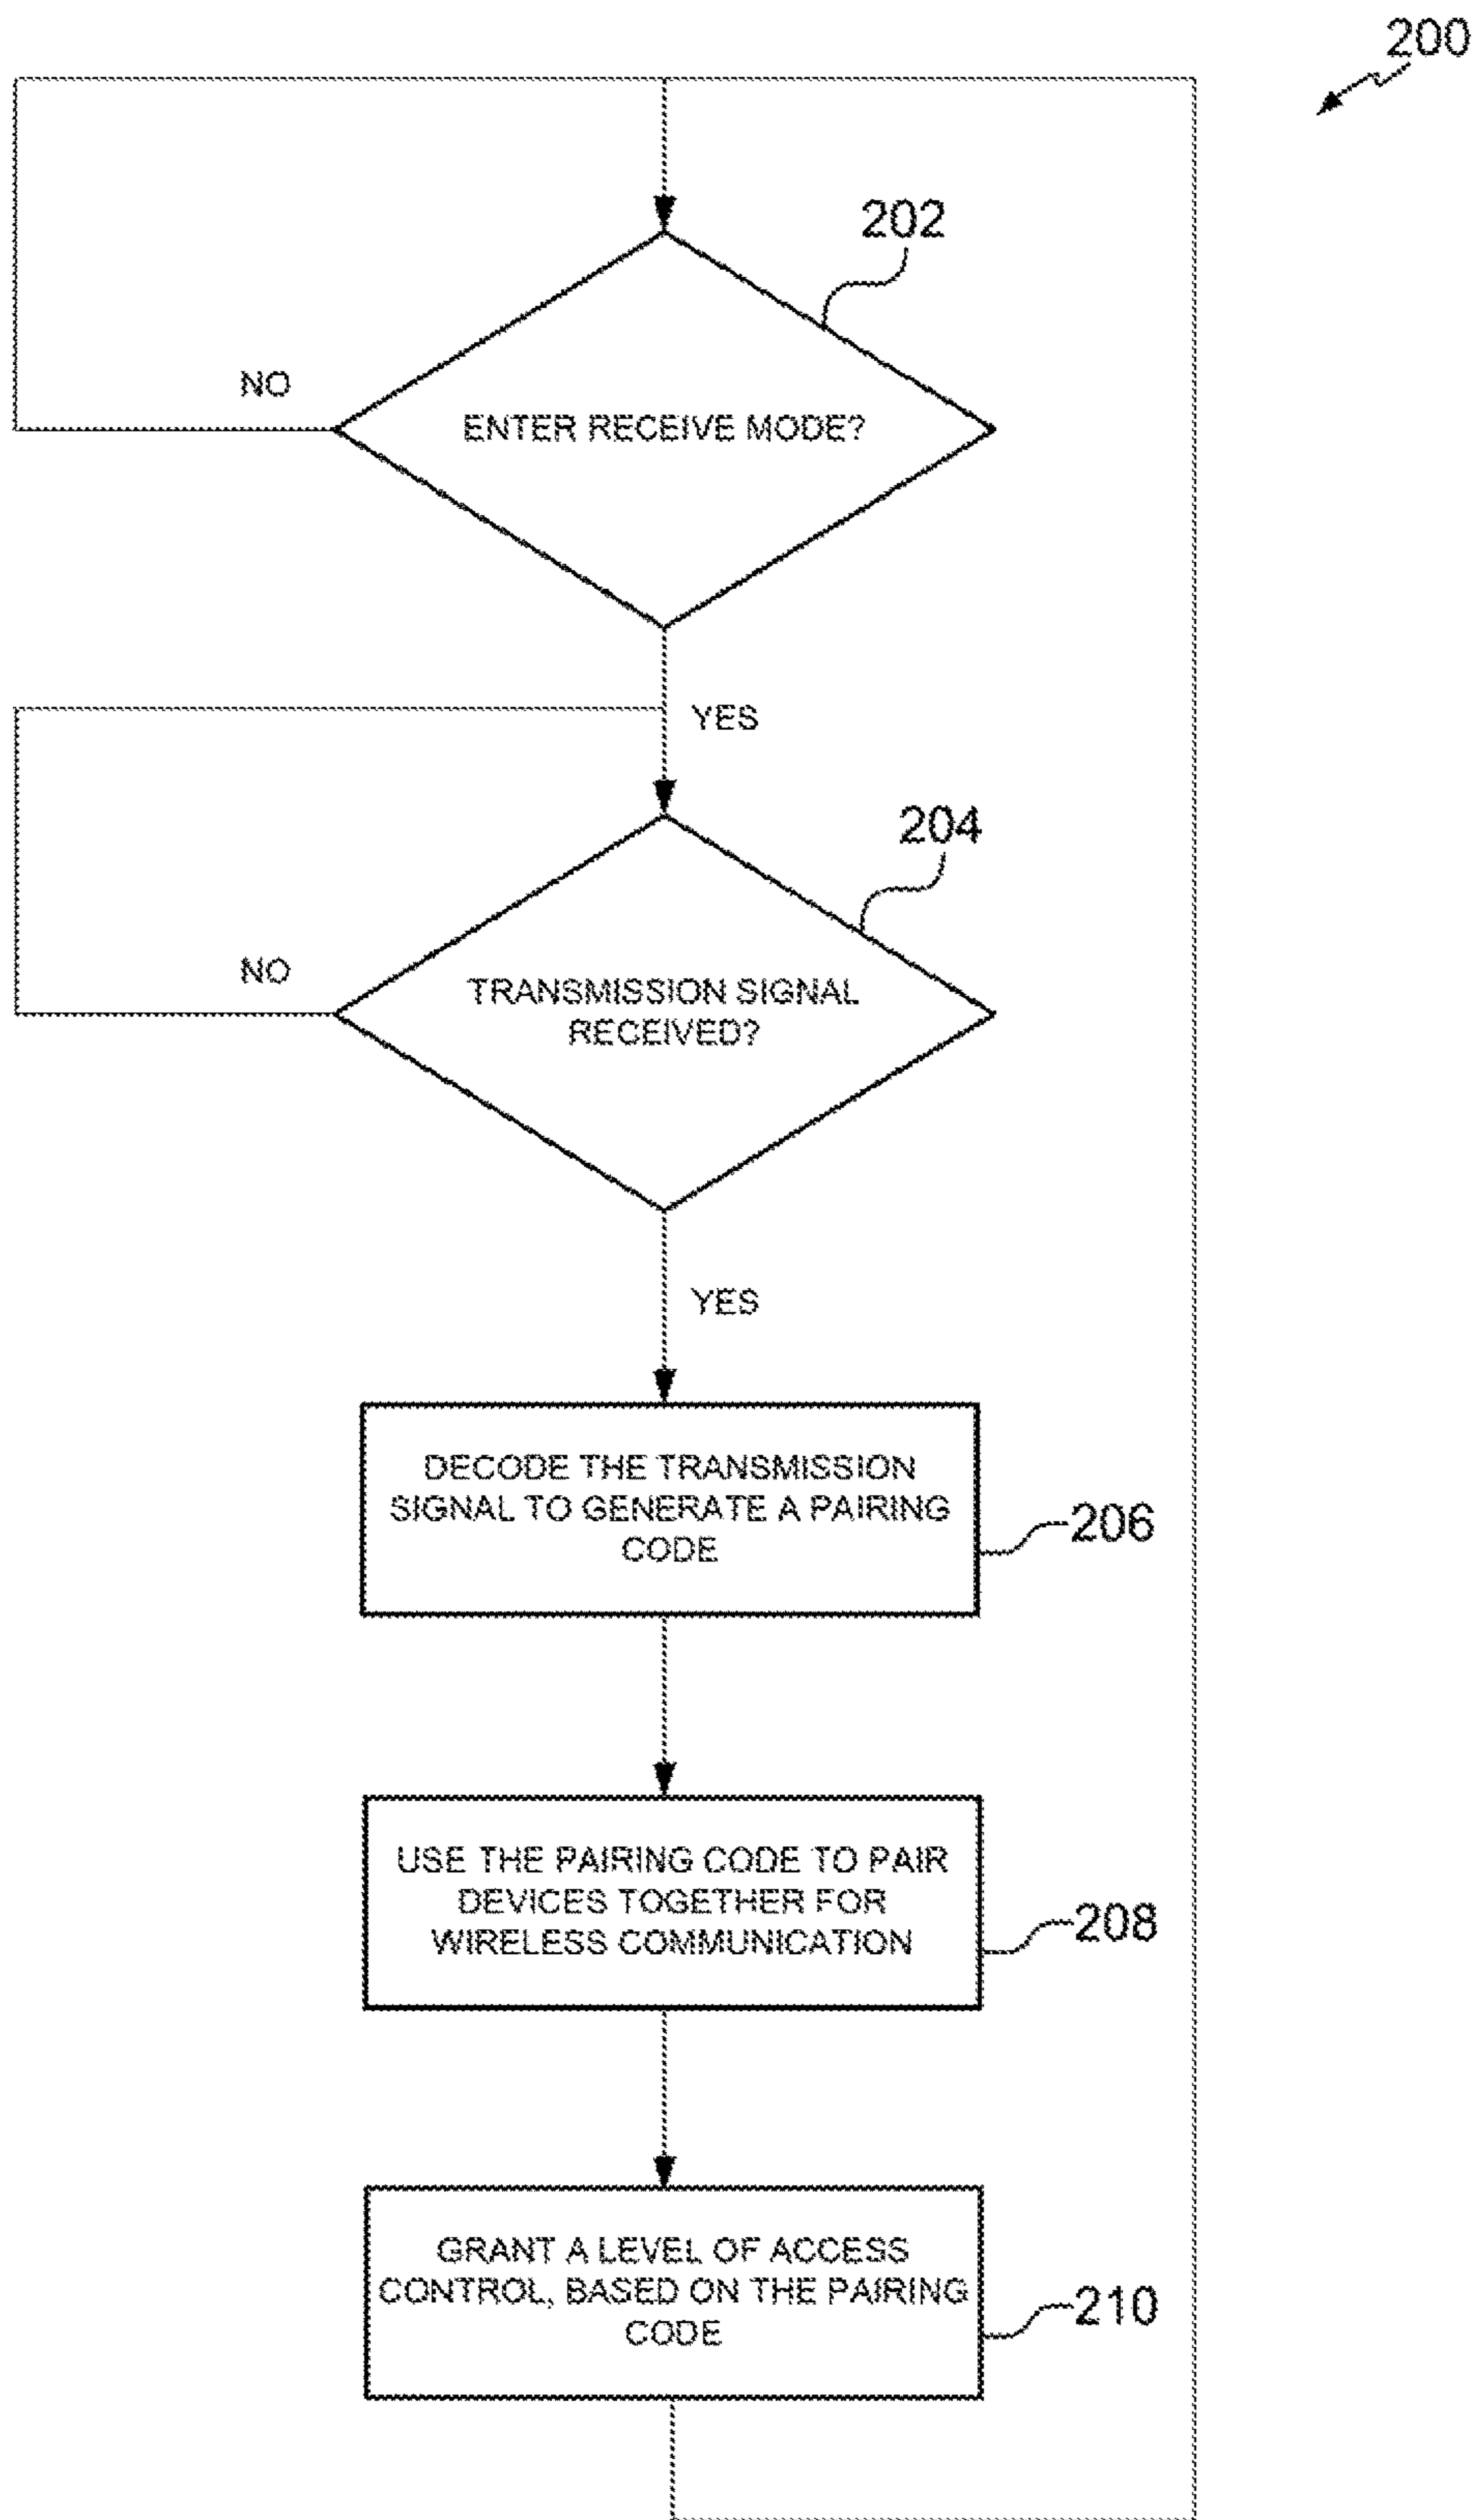 200
202
NO
ENTER RECEIVE MODE?
YES
204
NO
TRANSMISSION SIGNAL
RECEIVED?
YES
DECODE THE TRANSMISSION
SIGNAL TO GENERATE A PAIRING
CODE
206
USE THE PAIRING CODE TO PAIR
DEVICES TOGETHER FOR
WIRELESS COMMUNICATION
208
GRANT A LEVEL OF ACCESS
CONTROL, BASED ON THE PAIRING
CODE
210